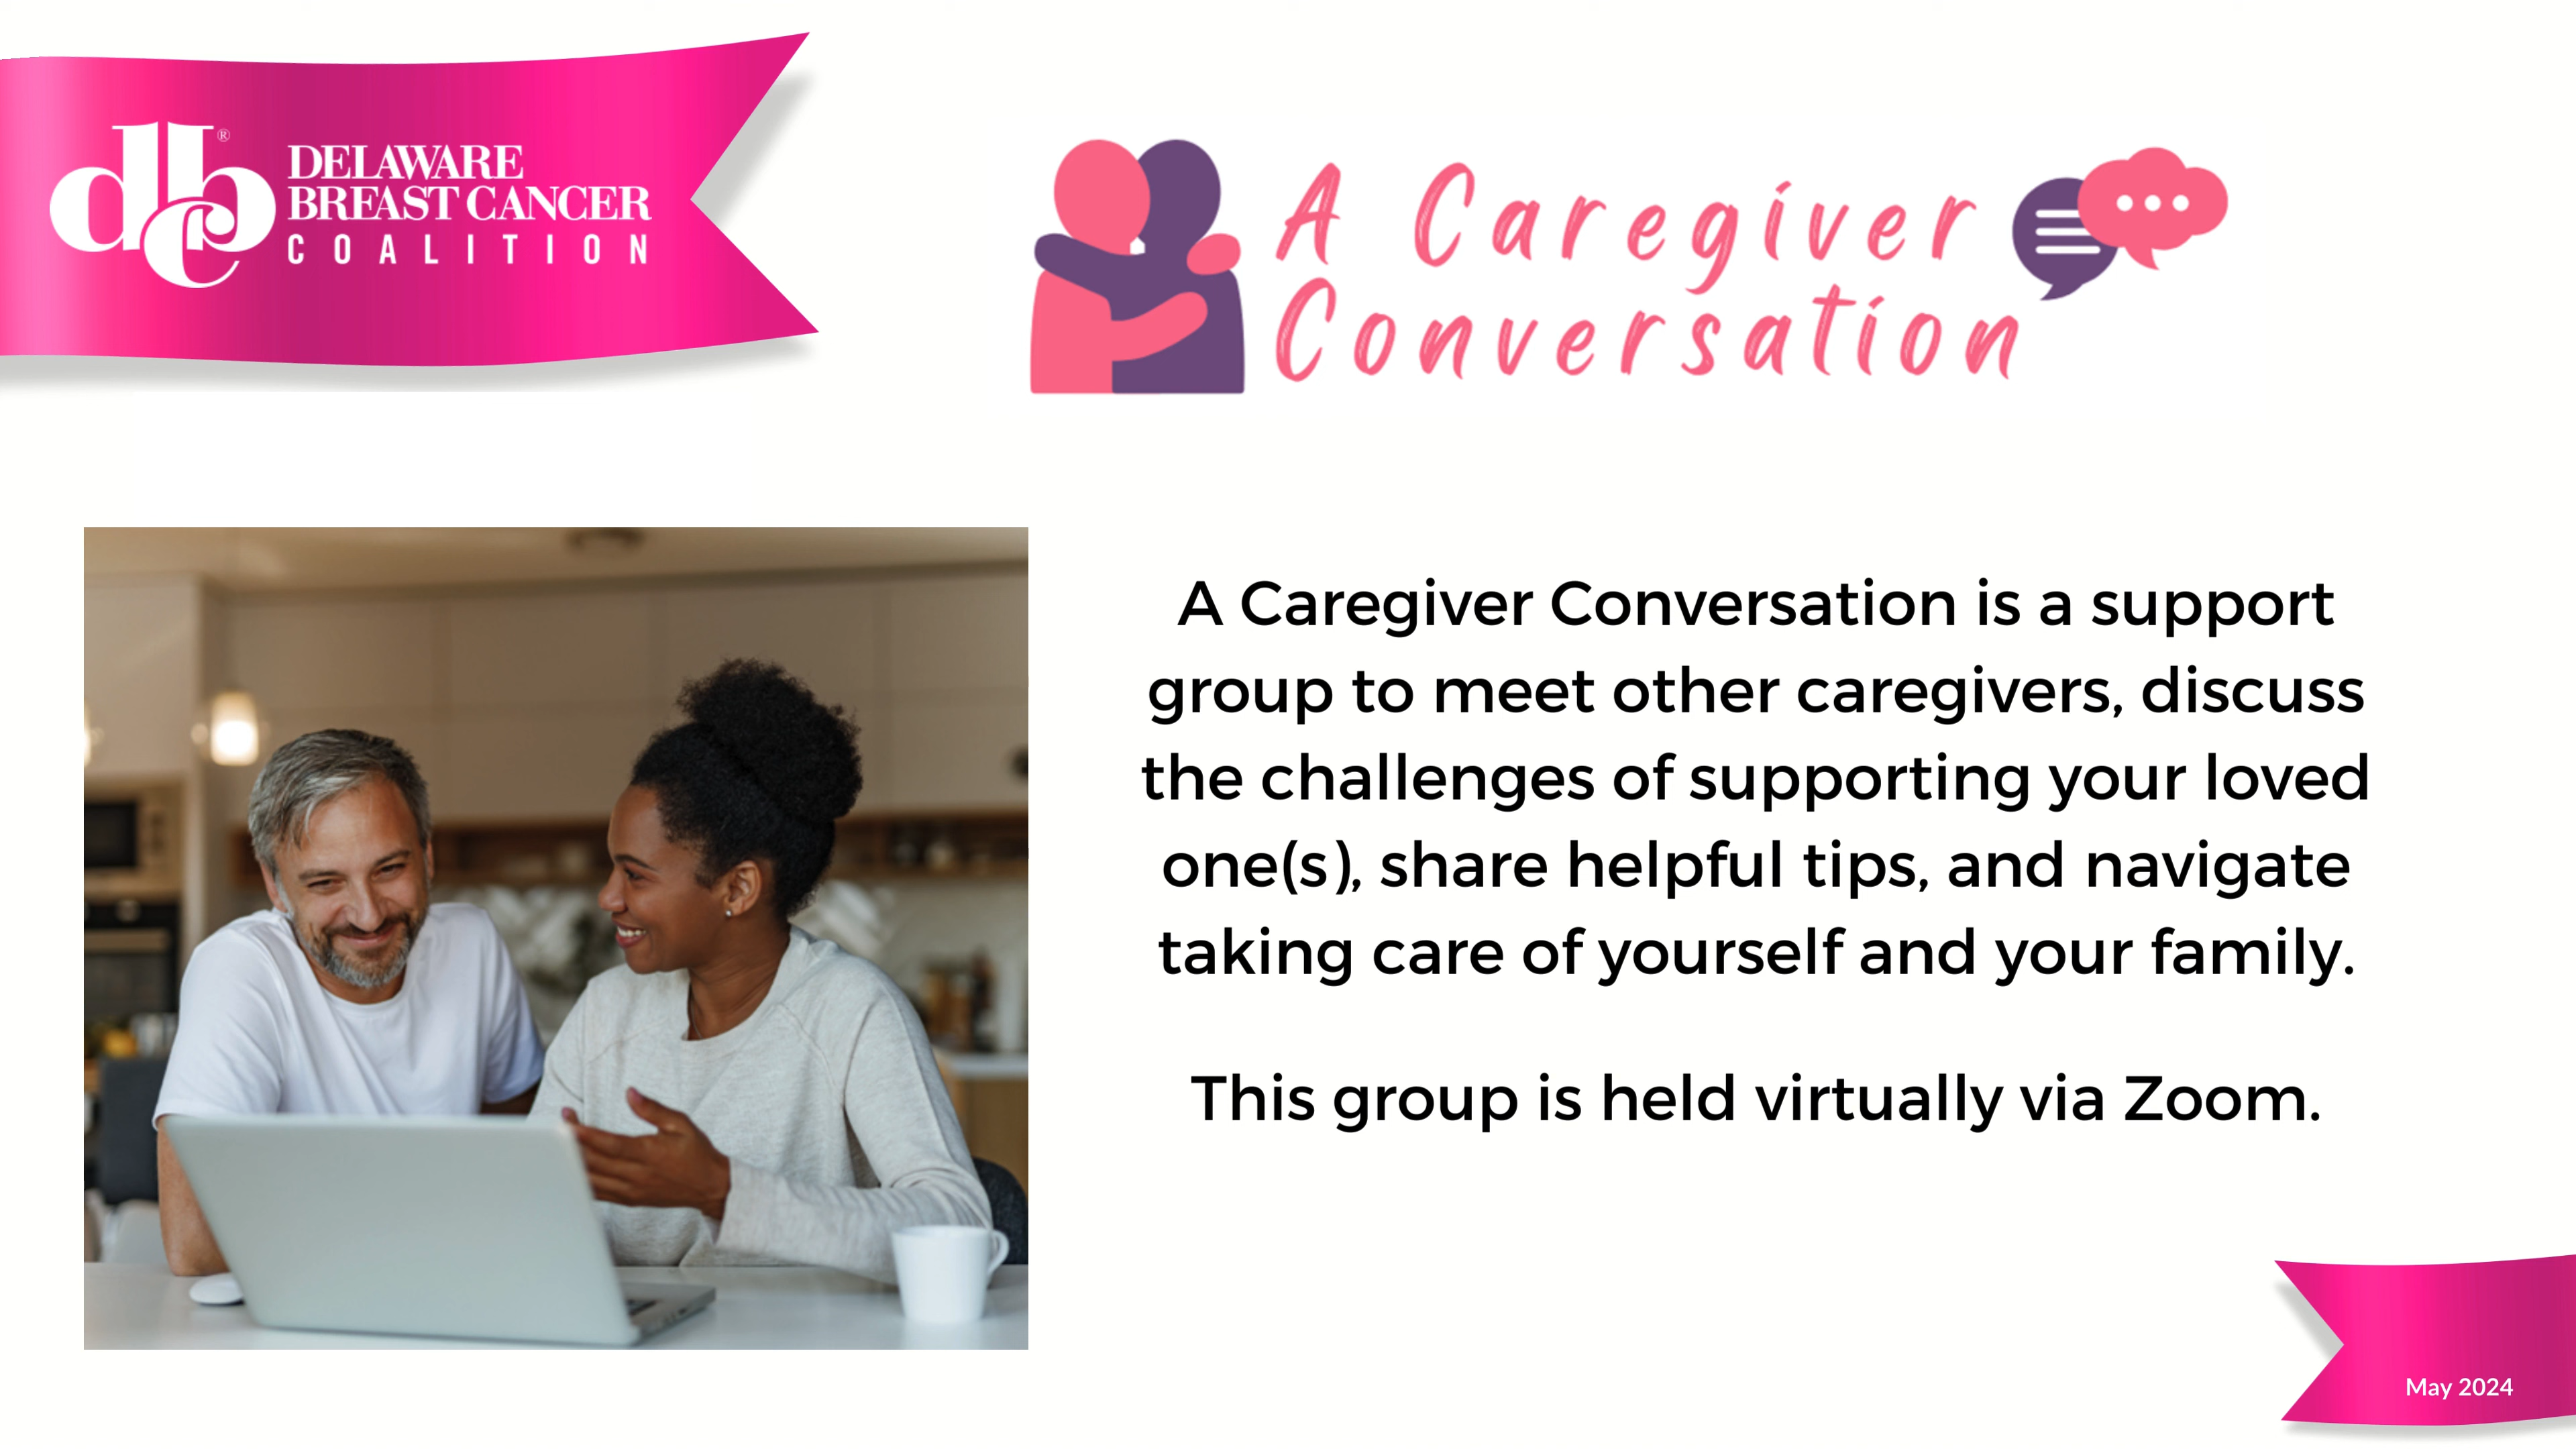 dbcc®
DELAWARE
BREAST CANCER
COALITION
A Caregiver
Conversation
A Caregiver Conversation is a support
group to meet other caregivers, discuss
the challenges of supporting your loved
one(s), share helpful tips, and navigate
taking care of yourself and your family.
This group is held virtually via Zoom.
May 2024